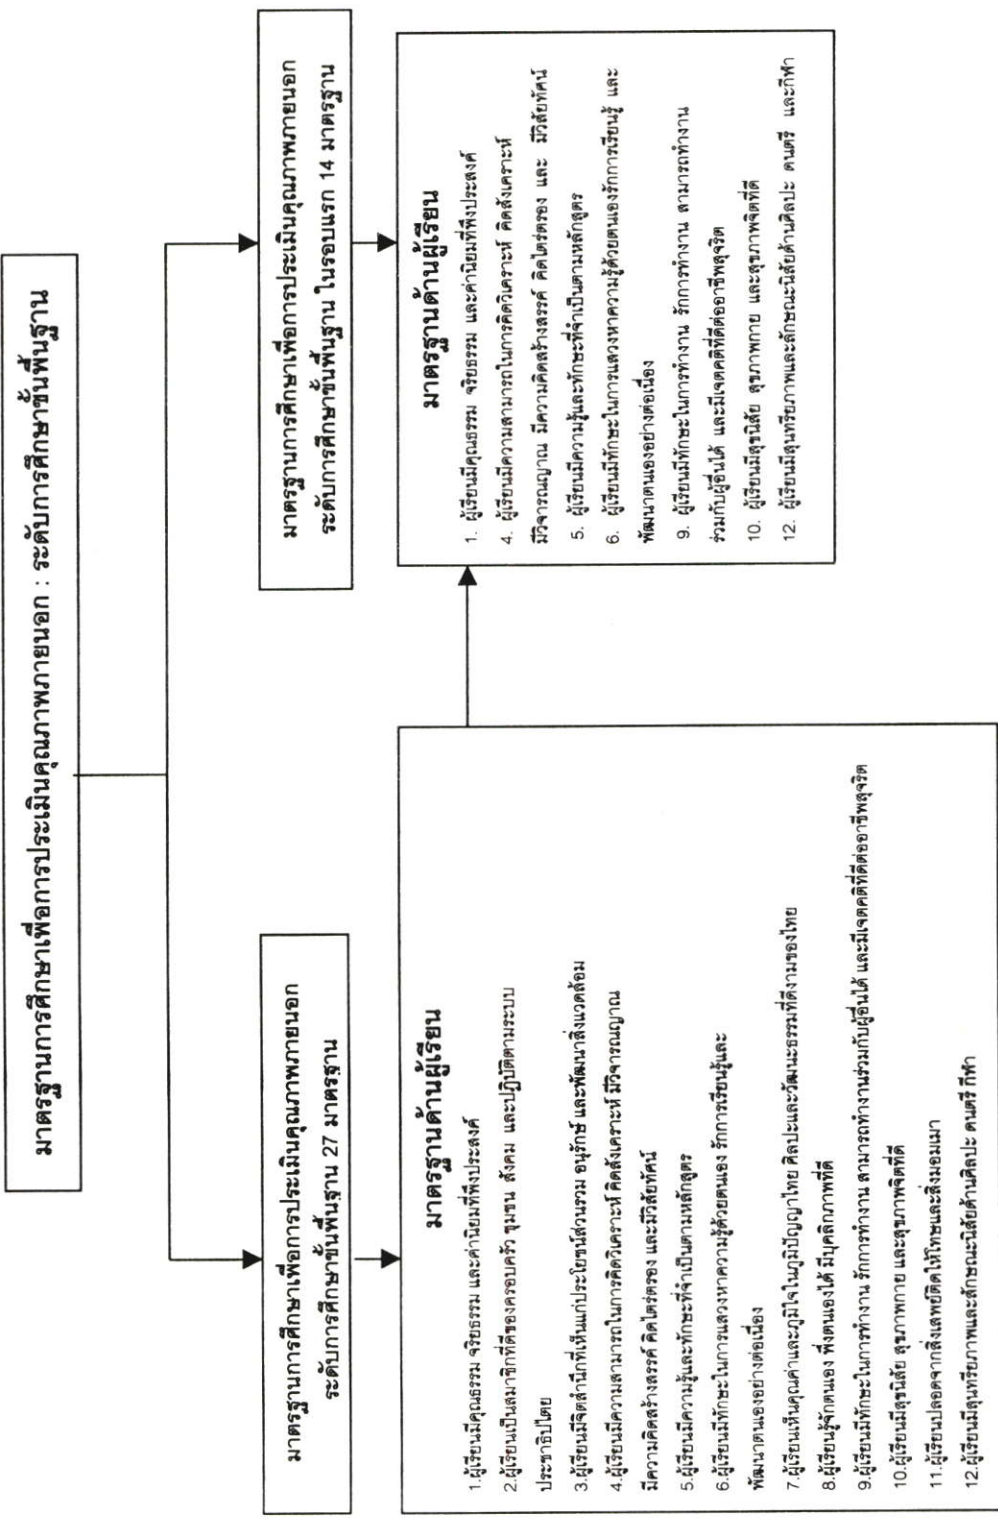 มาตรฐานการศึกษาเพื่อการประเมินคุณภาพภายนอก : ระดับการศึกษาขั้นพื้นฐาน
มาตรฐานการศึกษาเพื่อการประเมินคุณภาพภายนอก
ระดับการศึกษาขั้นพื้นฐาน 27 มาตรฐาน
มาตรฐานด้านผู้เรียน
1.ผู้เรียนมีคุณธรรม จริยธรรม และค่านิยมที่พึงประสงค์
2.ผู้เรียนเป็นสมาชิกที่ดีของครอบครัว ชุมชน สังคม และปฏิบัติตามระบบ
ประชาธิปไตย
3.ผู้เรียนมีจิตสำนึกที่เห็นแก่ประโยชน์ส่วนรวม อนุรักษ์ และพัฒนาสิ่งแวดล้อม
4.ผู้เรียนมีความสามารถในการคิดวิเคราะห์ คิดสังเคราะห์ มีวิจารณญาณ
มีความคิดสร้างสรรค์ คิดไตร่ตรอง และมีวิสัยทัศน์
5.ผู้เรียนมีความรู้และทักษะที่จำเป็นตามหลักสูตร
6.ผู้เรียนมีทักษะในการแสวงหาความรู้ด้วยตนเอง รักการเรียนรู้และ
พัฒนาตนเองอย่างต่อเนื่อง
7.ผู้เรียนเห็นคุณค่าและภูมิใจในภูมิปัญญาไทย ศิลปะและวัฒนะธรรมที่ดีงามของไทย
8.ผู้เรียนรู้จักตนเอง พึ่งตนเองได้ มีบุคลิกภาพที่ดี
9.ผู้เรียนมีทักษะในการทำงาน รักการทำงาน สามารถทำงานร่วมกับผู้อื่นได้ และมีเจตคติที่ดีต่ออาชีพสุจริต
10.ผู้เรียนมีสุขนิสัย สุขภาพกาย และสุขภาพจิตที่ดี
11.ผู้เรียนปลอดจากสิ่งเสพย์ติดให้โทษและสิ่งมอมเมา
12.ผู้เรียนมีสุนทรียภาพและลักษณะนิสัยด้านศิลปะ ดนตรี กีฬา
มาตรฐานการศึกษาเพื่อการประเมินคุณภาพภายนอก
ระดับการศึกษาขั้นพื้นฐาน ในรอบแรก 14 มาตรฐาน
มาตรฐานด้านผู้เรียน
1. ผู้เรียนมีคุณธรรม จริยธรรม และค่านิยมที่พึงประสงค์
4. ผู้เรียนมีความสามารถในการคิดวิเคราะห์ คิดสังเคราะห์
มีวิจารณญาณ มีความคิดสร้างสรรค์ คิดไตร่ตรอง และ มีวิสัยทัศน์
5. ผู้เรียนมีความรู้และทักษะที่จำเป็นตามหลักสูตร
6. ผู้เรียนมีทักษะในการแสวงหาความรู้ด้วยตนเองรักการเรียนรู้ และ
พัฒนาตนเองอย่างต่อเนื่อง
9. ผู้เรียนมีทักษะในการทำงาน รักการทำงาน สามารถทำงาน
ร่วมกับผู้อื่นได้ และมีเจตคติที่ดีต่ออาชีพสุจริต
10. ผู้เรียนมีสุขนิสัย สุขภาพกาย และสุขภาพจิตที่ดี
12. ผู้เรียนมีสุนทรียภาพและลักษณะนิสัยด้านศิลปะ ดนตรี และกีฬา